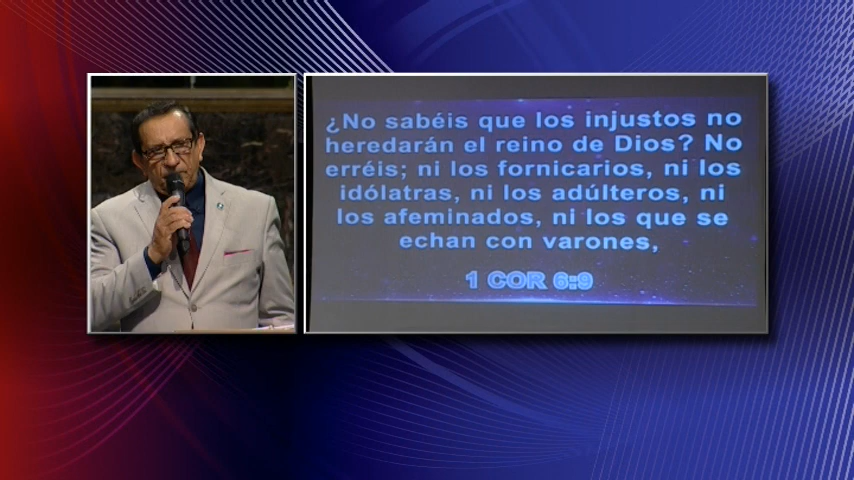 ¿No sabéis que los injustos no
heredarán el reino de Dios? No
erréis; ni los fornicarios, ni los
idólatras, ni los adúlteros, ni
los afeminados, ni los que se
echan con varones,
1 COR 6:9